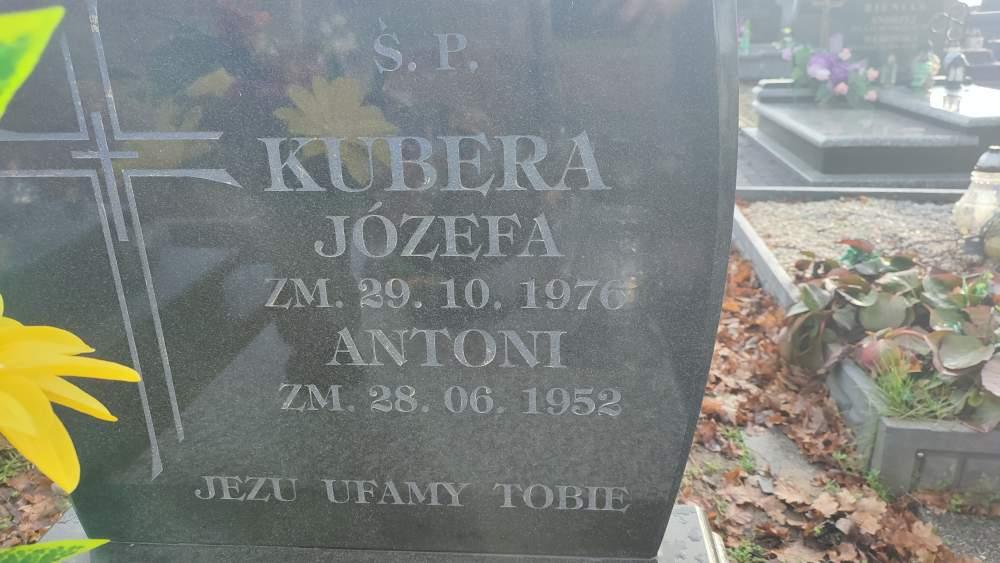 Ś. P.
KUBERA
JÓZEFA
ZM. 29. 10. 1976
ANTONI
ZM. 28. 06. 1952
JEZU UFAMY TOBIE